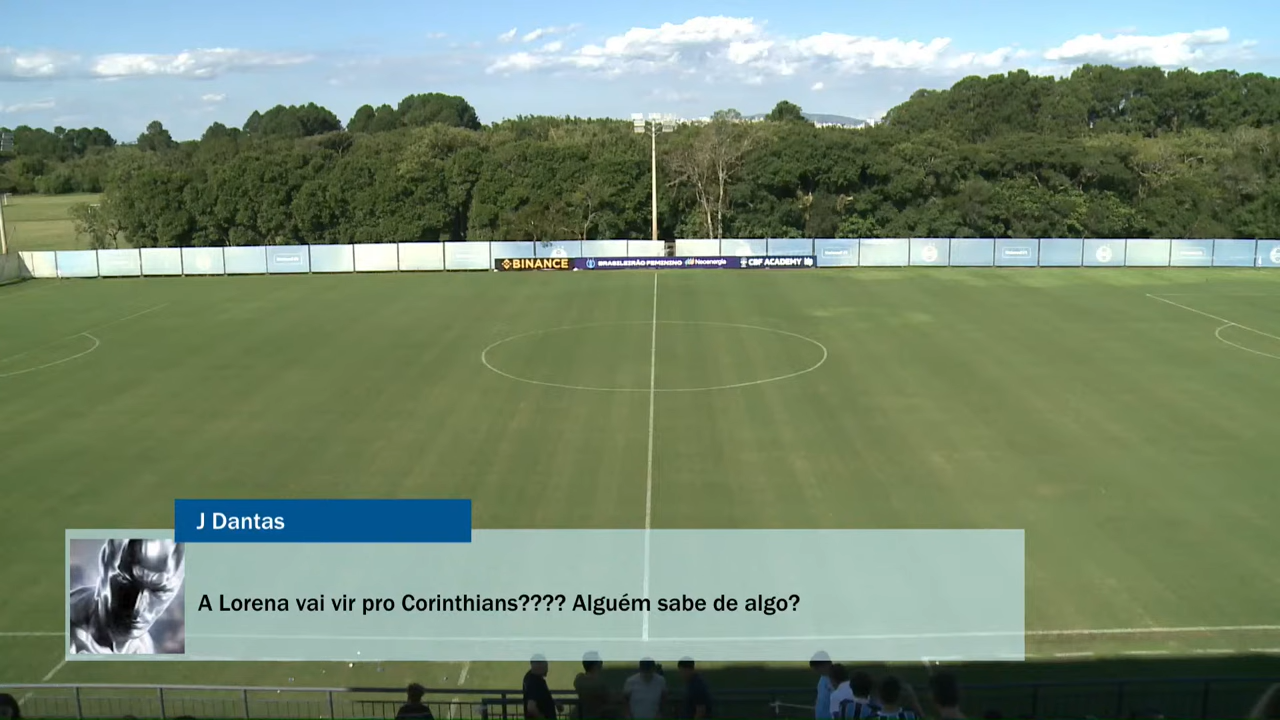 BINANCE
BRASILEIRÃO FEMININO
Neoenergia
CBF ACADEMY
J Dantas
A Lorena vai vir pro Corinthians???? Alguém sabe de algo?